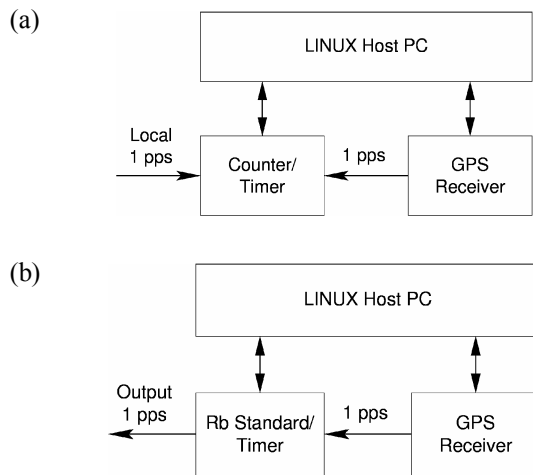 (a)
LINUX Host PC
Local
1 pps
Counter/
Timer
1 pps
GPS
Receiver
(b)
LINUX Host PC
Output
1 pps
Rb Standard/
Timer
1 pps
GPS
Receiver